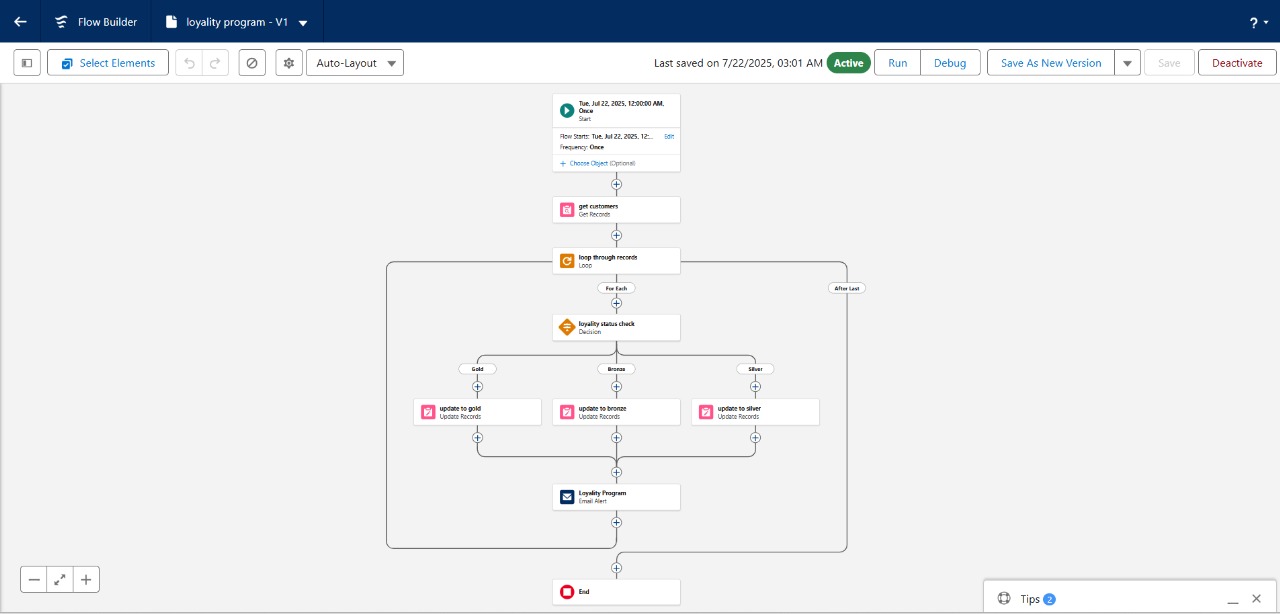 Flow Builder
loyality program - V1
?
Select Elements
Auto-Layout
Last saved on 7/22/2025, 03:01 AM
Active
Run
Debug
Save As New Version
Save
Deactivate
Tue, Jul 22, 2025, 12:00:00 AM,
Once
Start
Flow Starts: Tue, Jul 22, 2025, 12:...
Edit
Frequency: Once
+ Choose Object (Optional)
get customers
Get Records
loop through records
Loop
For Each
After Last
loyality status check
Decision
Gold
Bronze
Silver
update to gold
Update Records
update to bronze
Update Records
update to silver
Update Records
Loyality Program
Email Alert
End
Tips 2